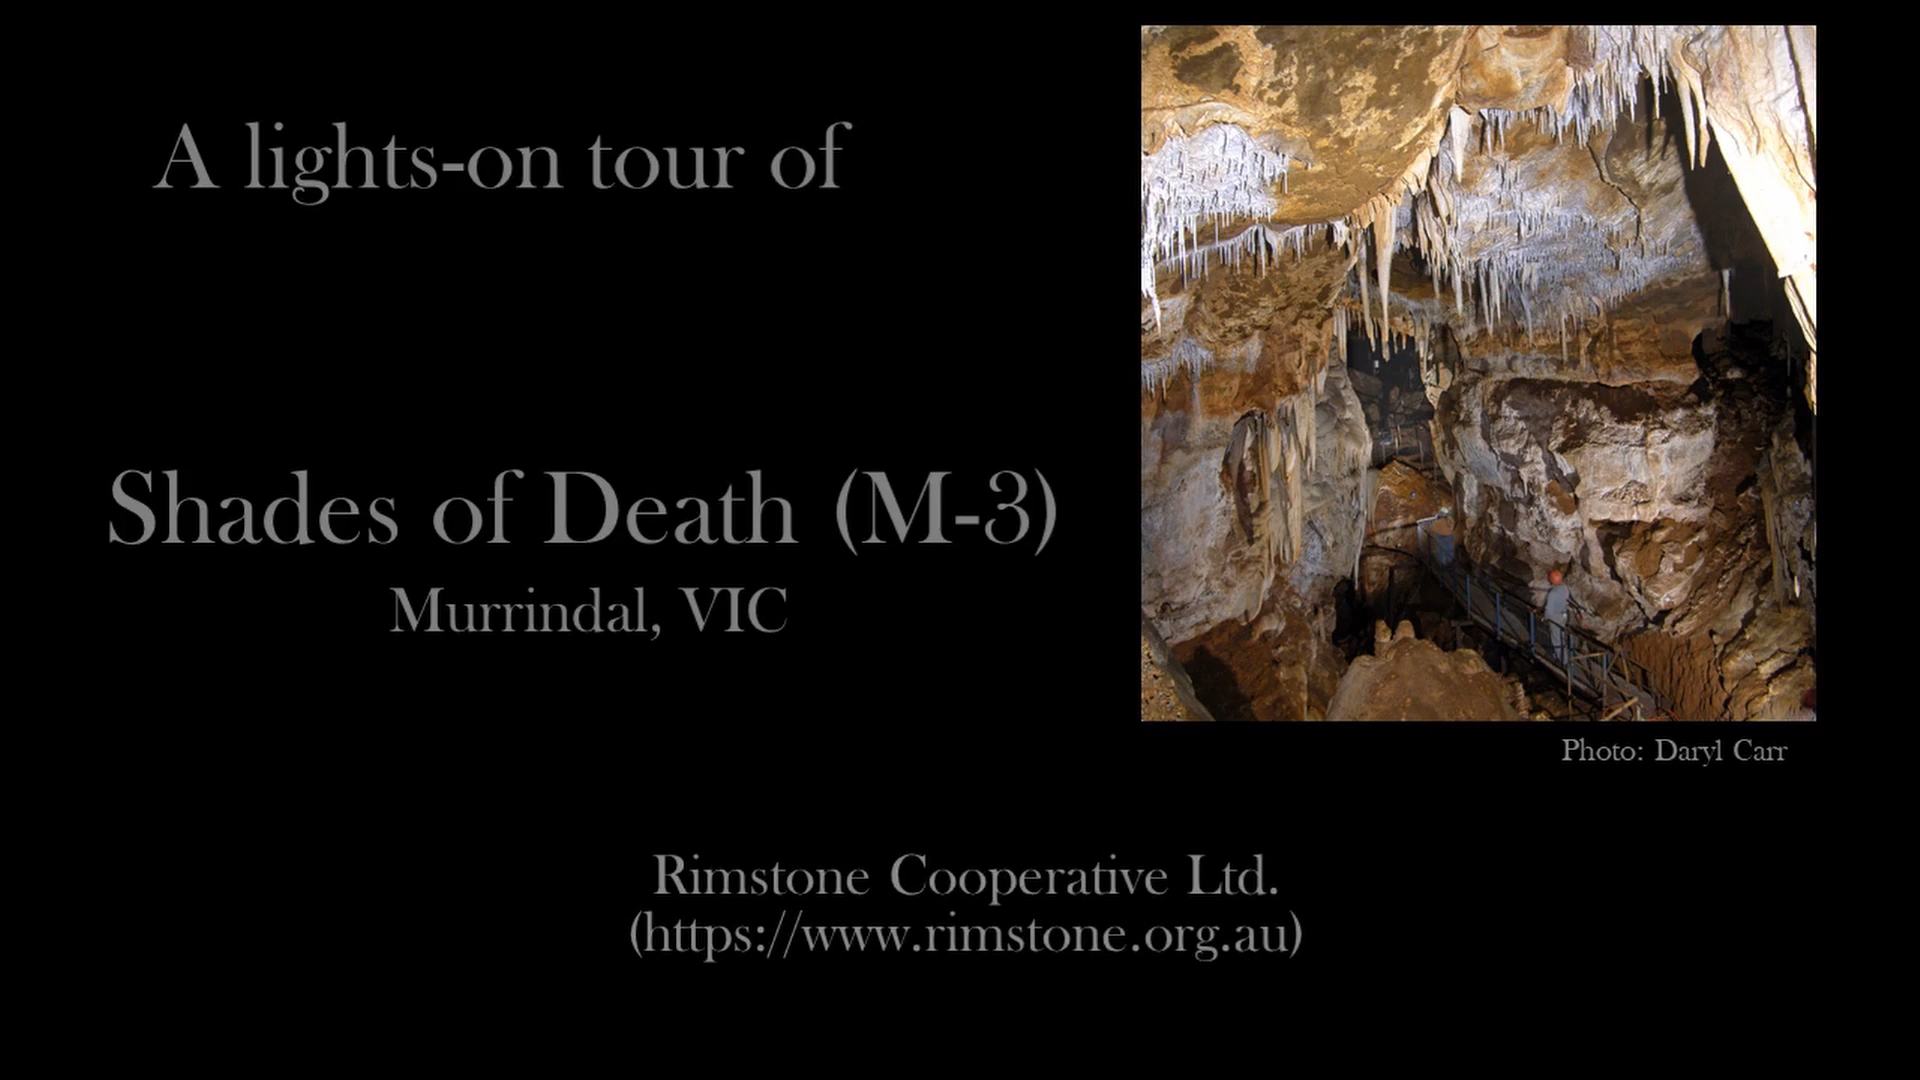 A lights-on tour of
Shades of Death (M-3)
Murrindal, VIC
Photo: Daryl Carr
Rimstone Cooperative Ltd.
(https://www.rimstone.org.au)